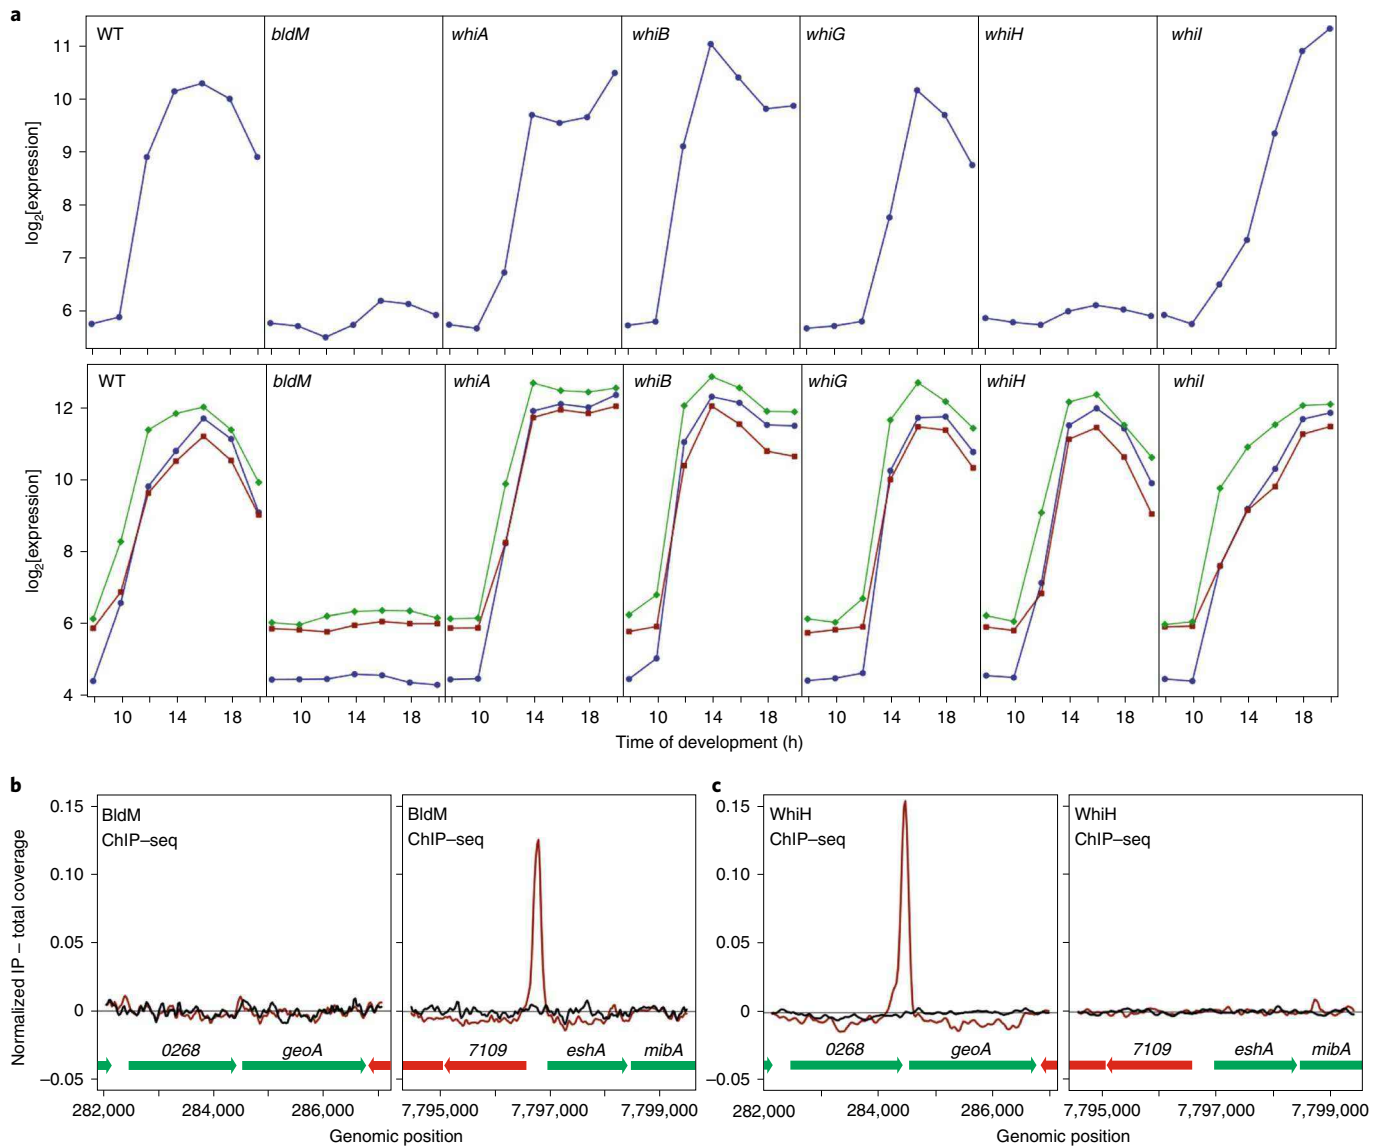 a
WT bldM whiA whiB whiG whiH whiI
11
10
9
8
7
6
log2[expression]
WT bldM whiA whiB whiG whiH whiI
12
10
8
6
4
log2[expression]
10 14 18 10 14 18 10 14 18 10 14 18 10 14 18 10 14 18 10 14 18
Time of development (h)
b
BldM
ChIP–seq
BldM
ChIP–seq
0.15
0.10
0.05
0
–0.05
Normalized IP – total coverage
0268 geoA 7109 eshA mibA
282,000 284,000 286,000 7,795,000 7,797,000 7,799,000
Genomic position
c
WhiH
ChIP–seq
WhiH
ChIP–seq
0.15
0.10
0.05
0
–0.05
0268 geoA 7109 eshA mibA
282,000 284,000 286,000 7,795,000 7,797,000 7,799,000
Genomic position